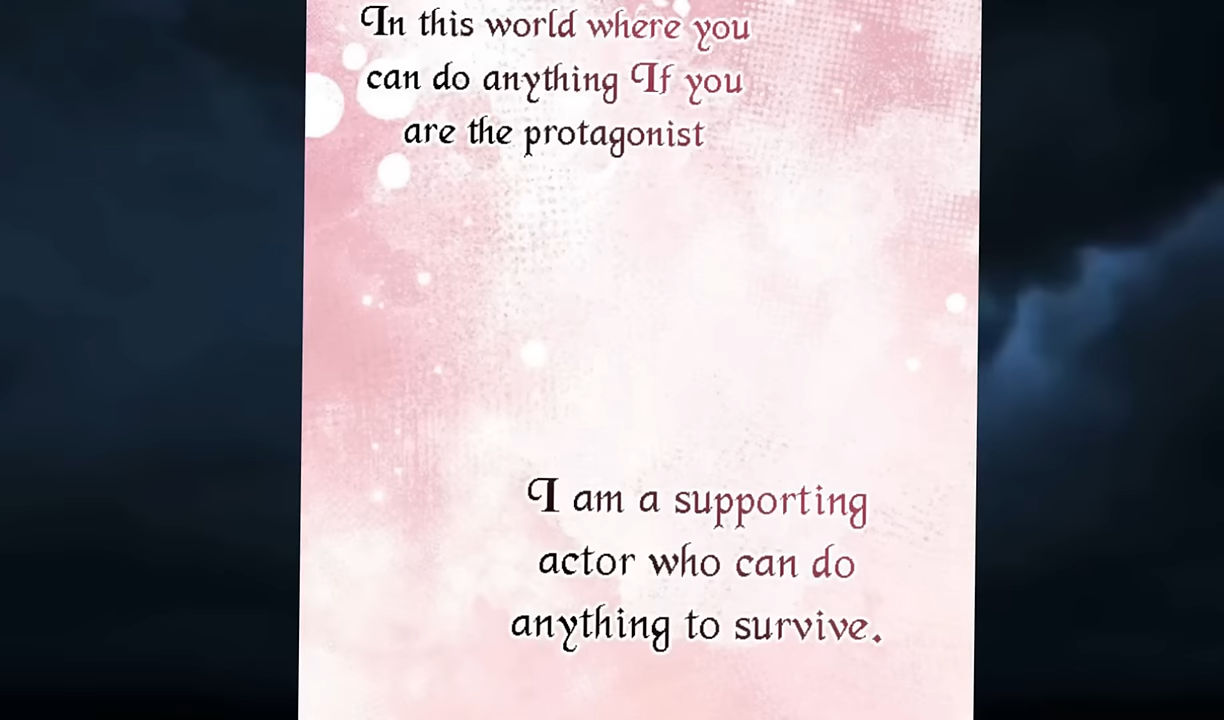 In this world where you
can do anything If you
are the protagonist
I am a supporting
actor who can do
anything to survive.